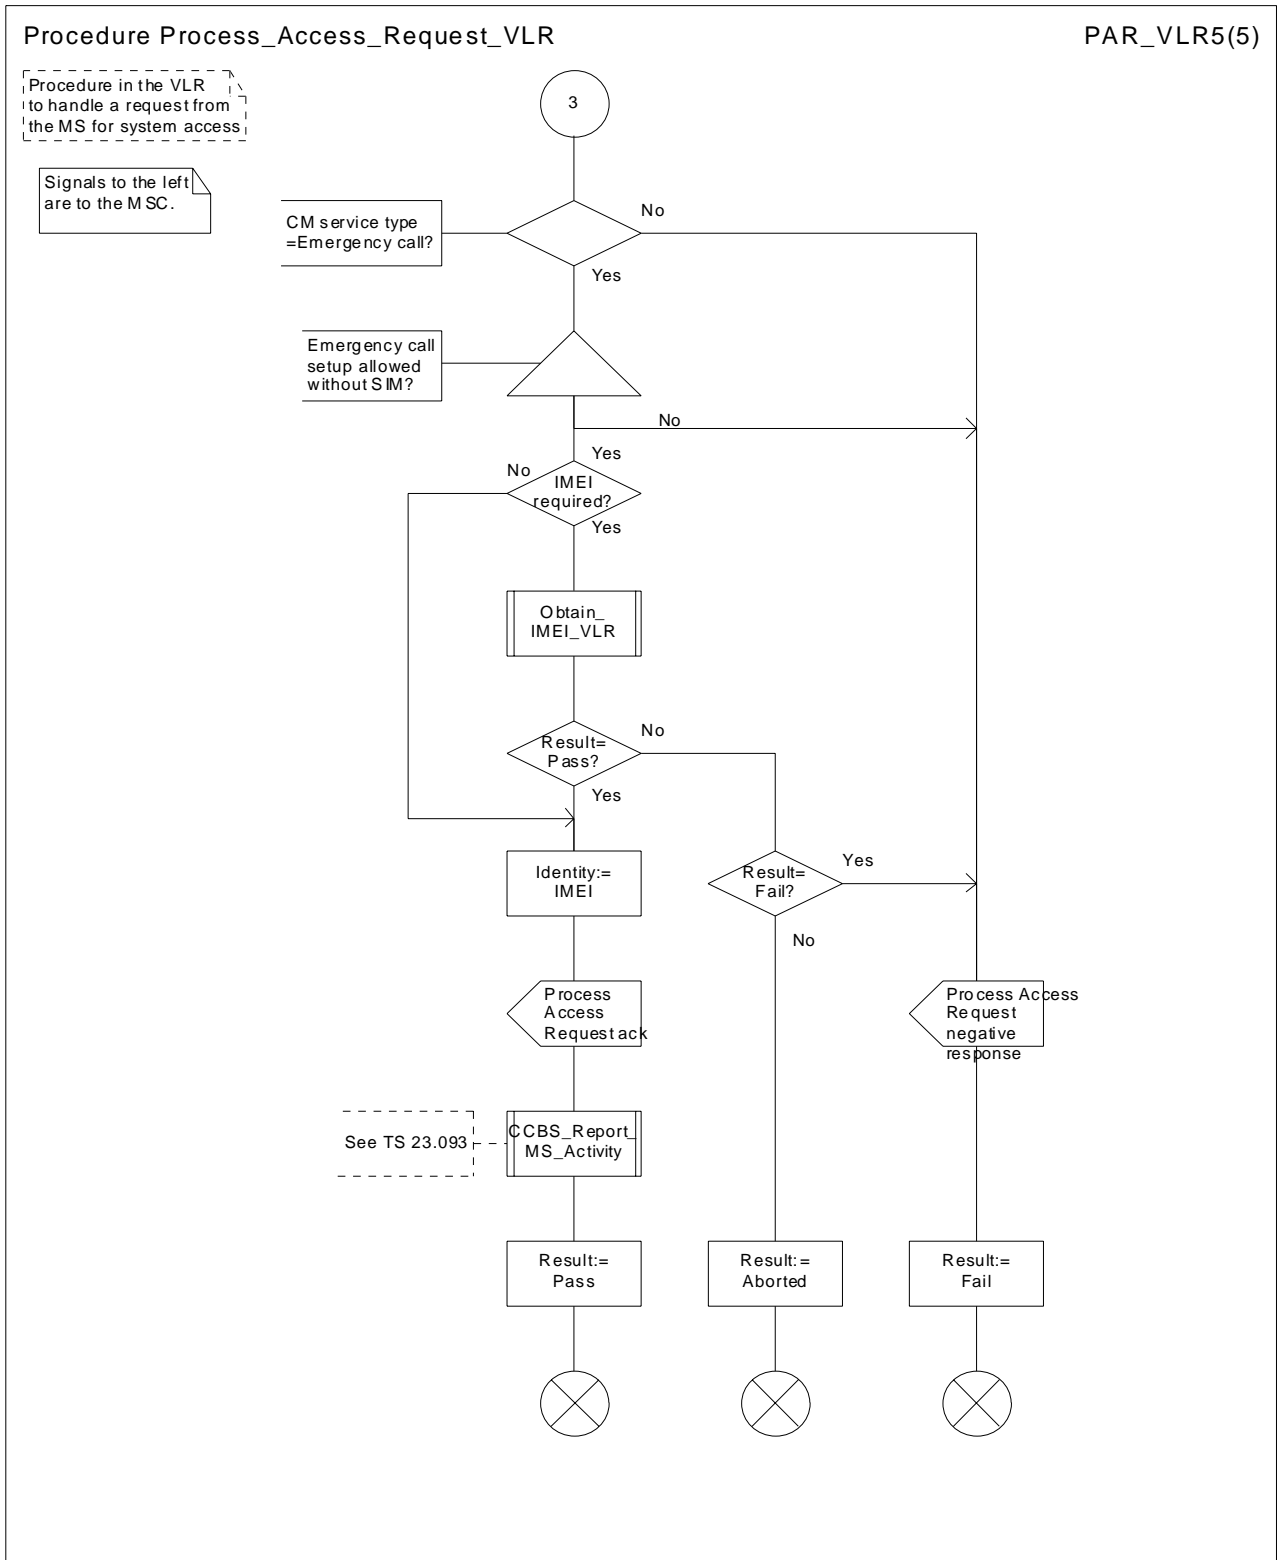 Procedure Process_Access_Request_VLR
PAR_VLR5(5)
Procedure in the VLR
to handle a request from
the MS for system access
3
Signals to the left
are to the MSC.
CM service type
=Emergency call?
No
Yes
Emergency call
setup allowed
without SIM?
No
Yes
No
IMEI
required?
Yes
Obtain_
IMEI_VLR
No
Result=
Pass?
Yes
Identity:=
IMEI
Result=
Fail?
Yes
No
Process
Access
Request ack
Process Access
Request
negative
response
See TS 23.093
CCBS_Report_
MS_Activity
Result:=
Pass
Result:=
Aborted
Result:=
Fail